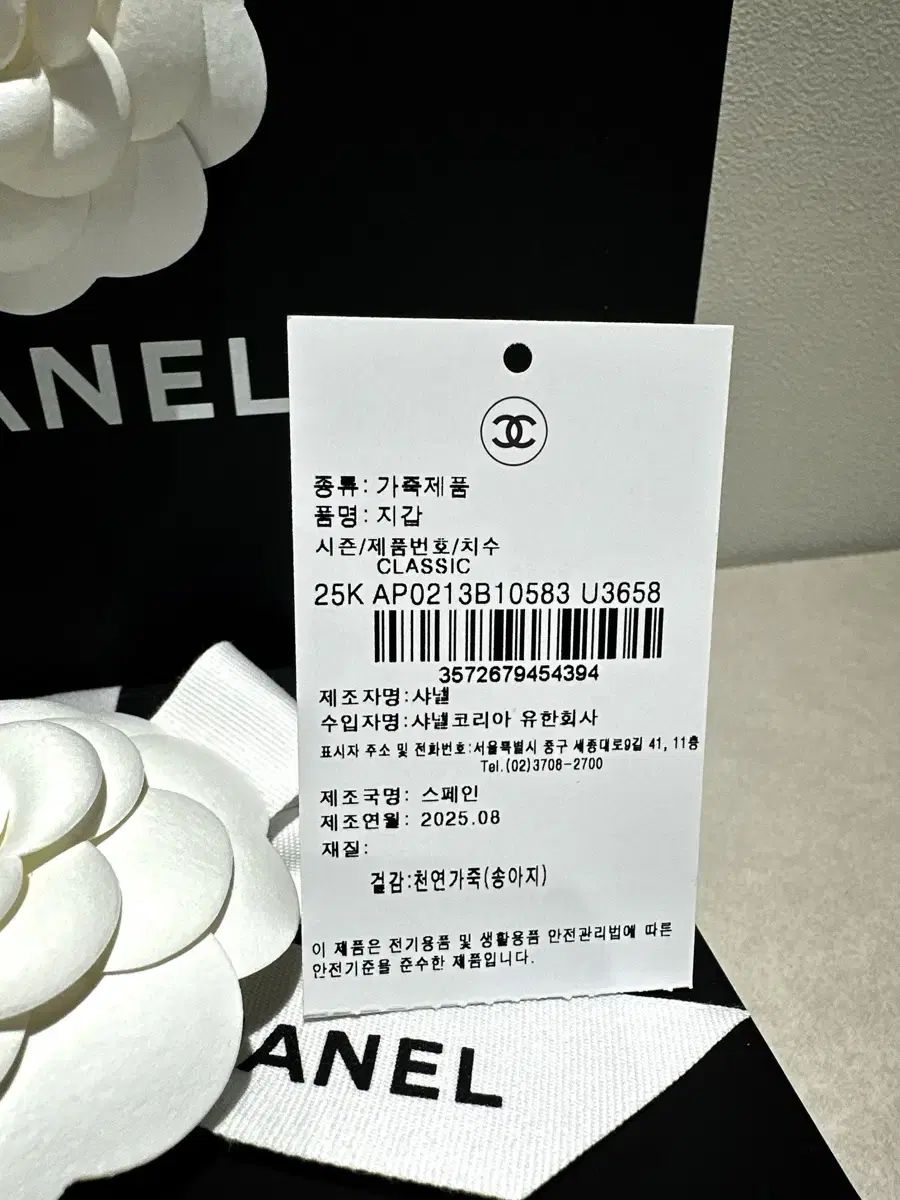 ANEL
종류: 가죽제품
품명: 지갑
시즌/제품번호/치수
CLASSIC
25K AP0213B10583 U3658
3572679454394
제조자명:샤넬
수입자명:샤넬코리아 유한회사
표시자 주소 및 전화번호:서울특별시 중구 세종대로9길 41, 11층
Tel.(02)3708-2700
제조국명: 스페인
제조연월: 2025.08
재질:
겉감:천연가죽(송아지)
이 제품은 전기용품 및 생활용품 안전관리법에 따른
안전기준을 준수한 제품입니다.
ANEL